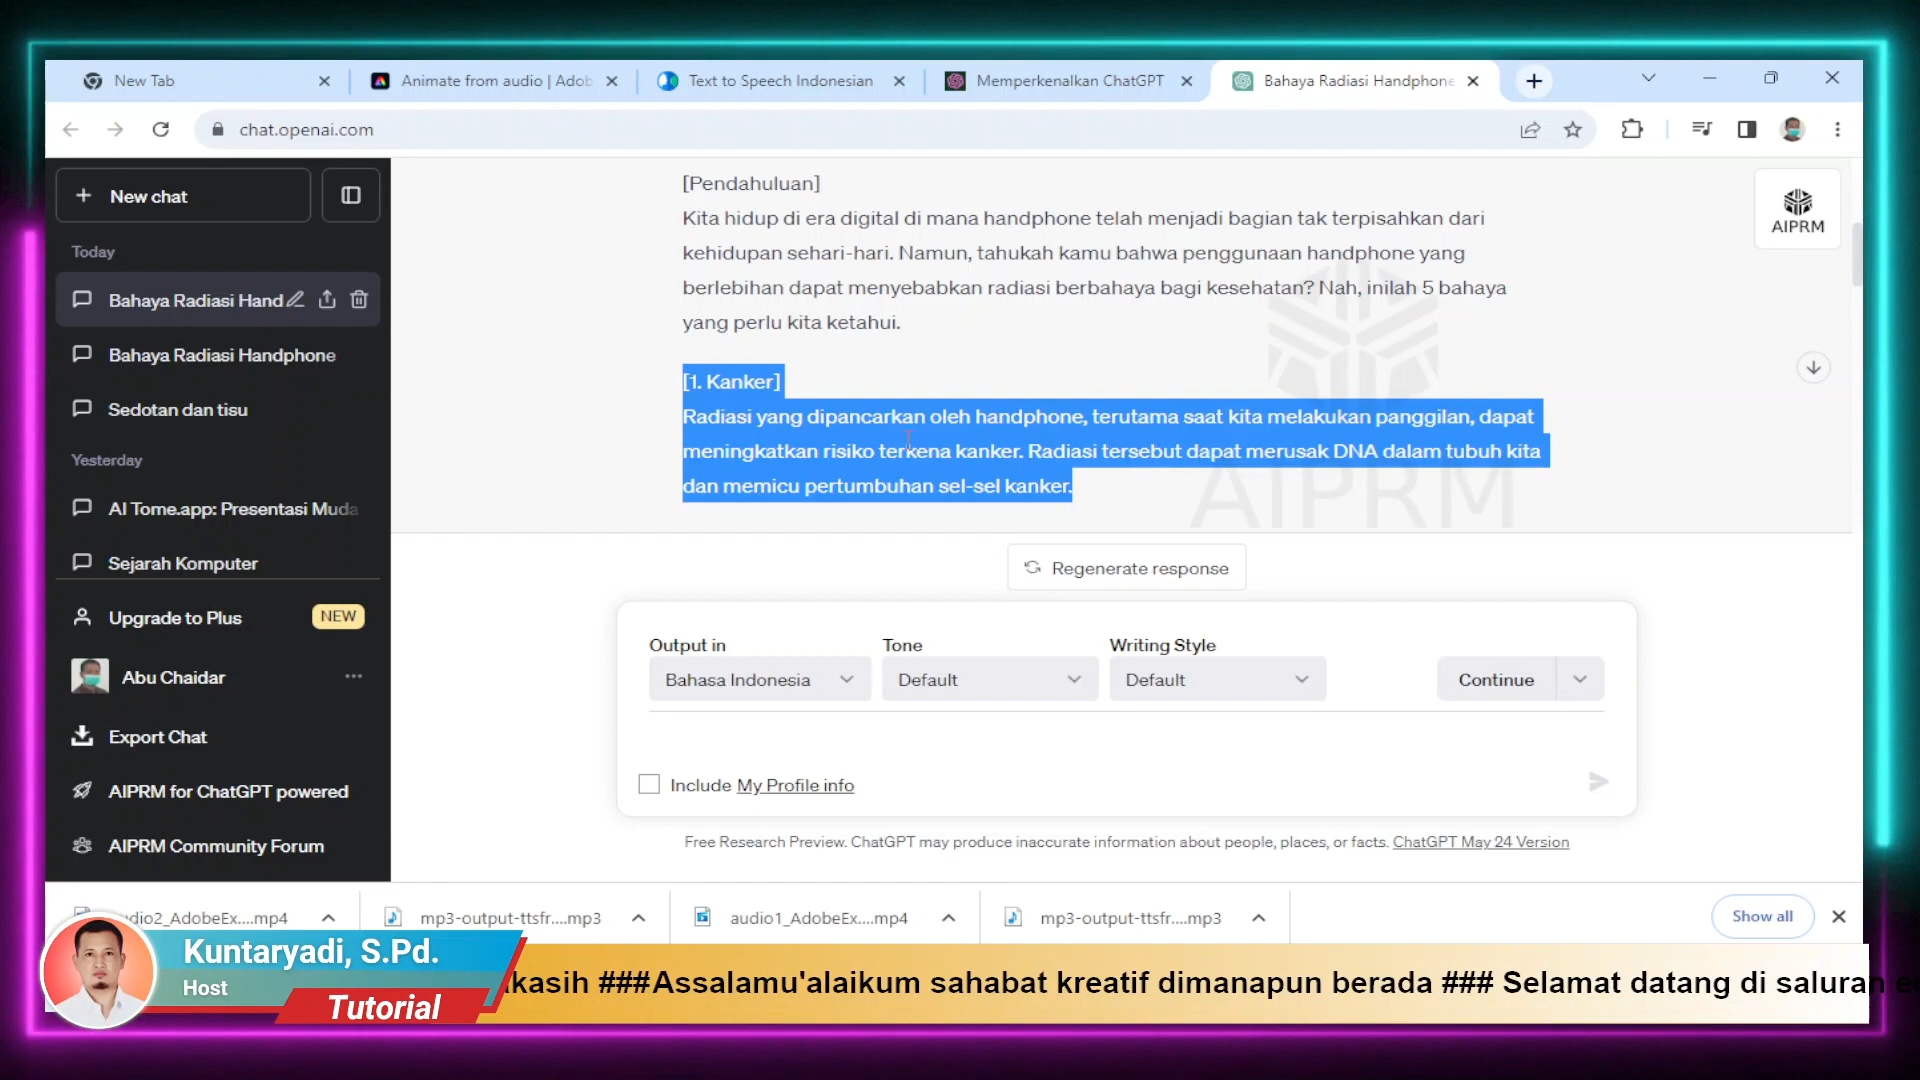 New Tab
Animate from audio | Adob
Text to Speech Indonesian
Memperkenalkan ChatGPT
Bahaya Radiasi Handphone
chat.openai.com
New chat
Today
Bahaya Radiasi Hand
Bahaya Radiasi Handphone
Sedotan dan tisu
Yesterday
AI Tome.app: Presentasi Muda
Sejarah Komputer
Upgrade to Plus
NEW
Abu Chaidar
Export Chat
AIPRM for ChatGPT powered
AIPRM Community Forum
[Pendahuluan]
Kita hidup di era digital di mana handphone telah menjadi bagian tak terpisahkan dari
kehidupan sehari-hari. Namun, tahukah kamu bahwa penggunaan handphone yang
berlebihan dapat menyebabkan radiasi berbahaya bagi kesehatan? Nah, inilah 5 bahaya
yang perlu kita ketahui.
[1. Kanker]
Radiasi yang dipancarkan oleh handphone, terutama saat kita melakukan panggilan, dapat
meningkatkan risiko terkena kanker. Radiasi tersebut dapat merusak DNA dalam tubuh kita
dan memicu pertumbuhan sel-sel kanker.
AIPRM
AIPRM
Regenerate response
Output in
Tone
Writing Style
Bahasa Indonesia
Default
Default
Continue
Include My Profile info
Free Research Preview. ChatGPT may produce inaccurate information about people, places, or facts. ChatGPT May 24 Version
dio2_AdobeEx....mp4
mp3-output-ttsfr....mp3
audio1_AdobeEx....mp4
mp3-output-ttsfr....mp3
Show all
Kuntaryadi, S.Pd.
Host
Tutorial
kasih ###Assalamu'alaikum sahabat kreatif dimanapun berada ### Selamat datang di saluran